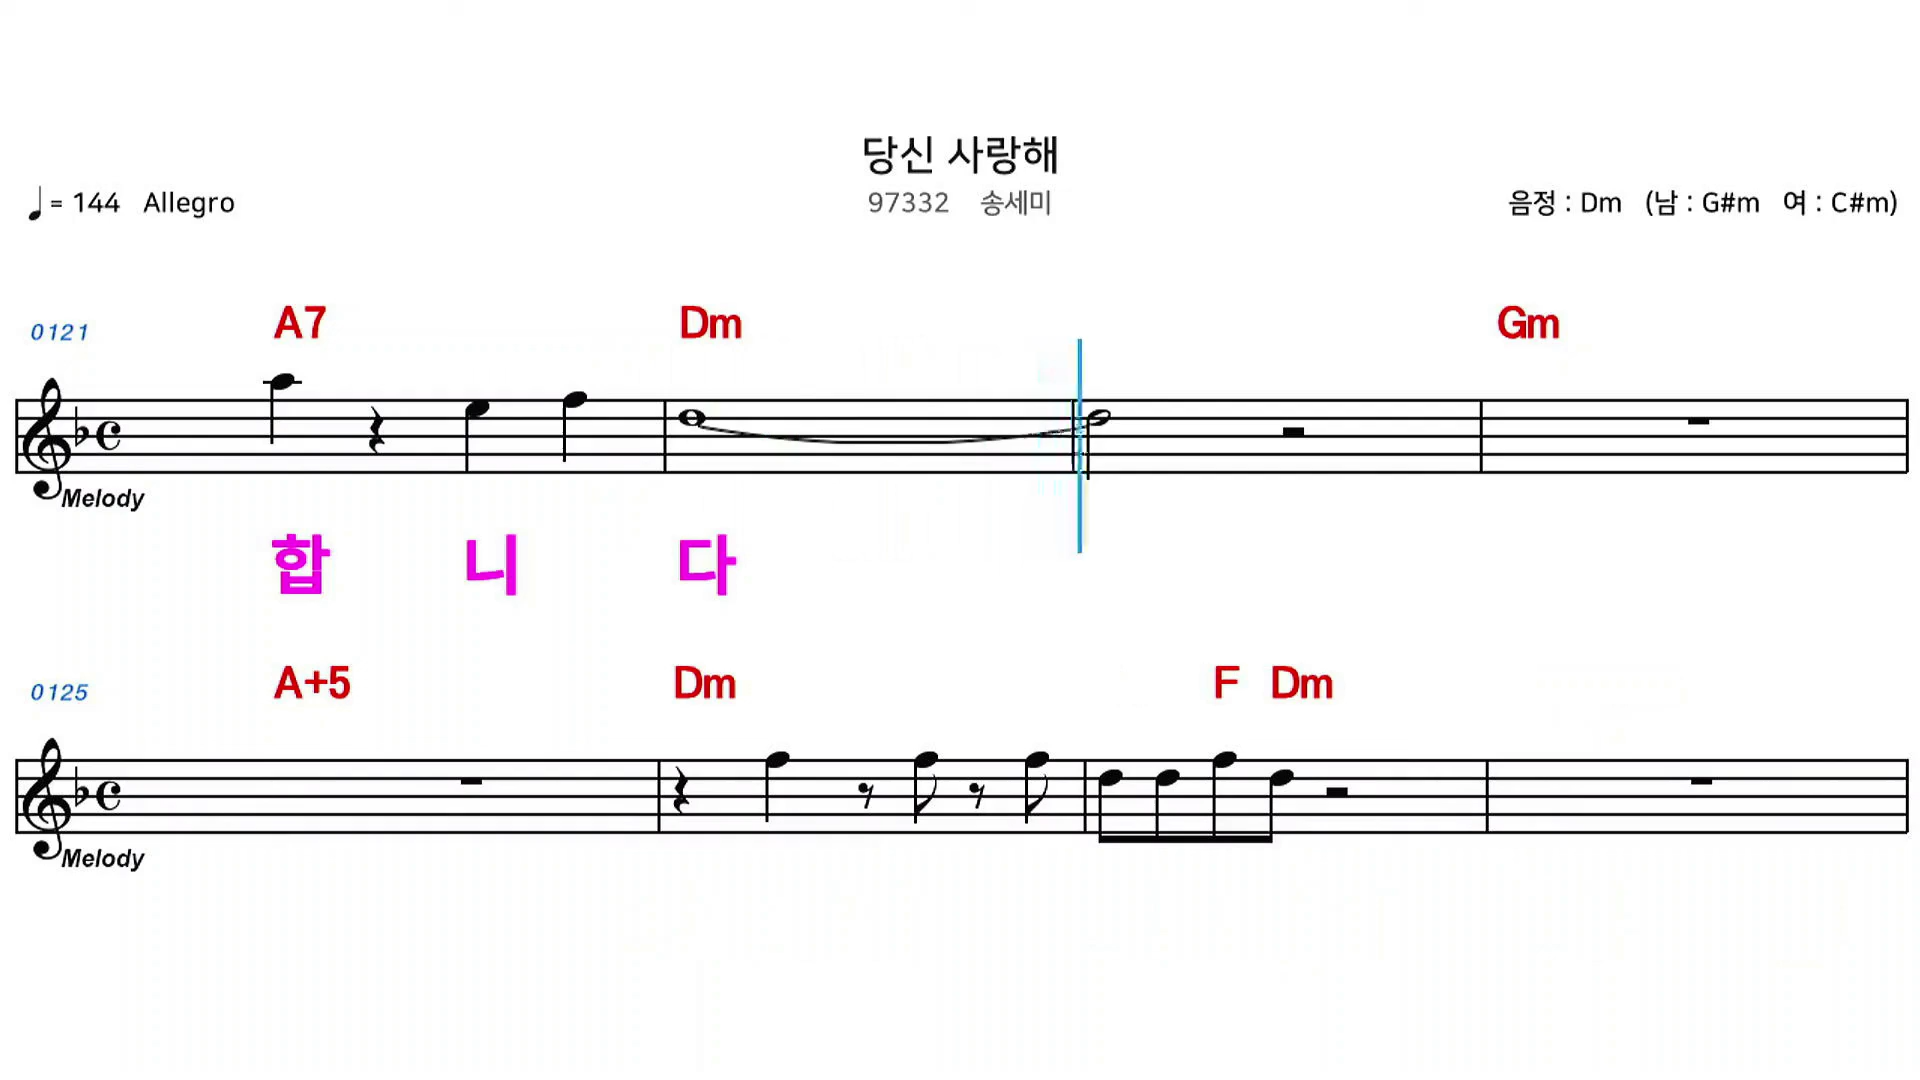 당신 사랑해
= 144 Allegro
97332 송세미
음정 : Dm (남 : G#m 여 : C#m)
0121 A7 Dm Gm
Melody
합 니 다
0125 A+5 Dm F Dm
Melody